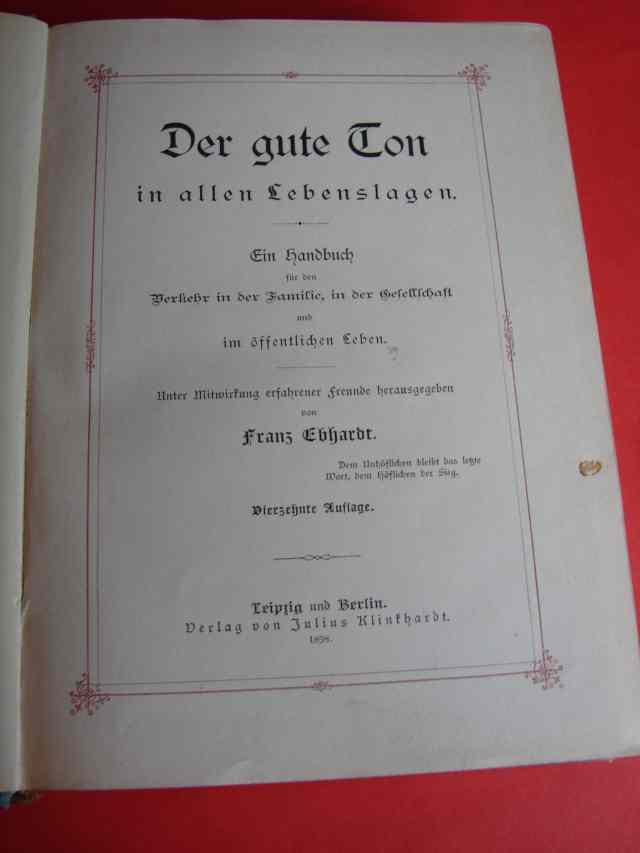 Der gute Ton
in allen Lebenslagen.
Ein Handbuch
für den
Verkehr in der Familie, in der Gesellschaft
und
im öffentlichen Leben.
Unter Mitwirkung erfahrener Freunde herausgegeben
von
Franz Ebhardt.
Dem Unhöflichen bleibt das letzte
Wort, dem Höflichen der Sieg.
Vierzehnte Auflage.
Leipzig und Berlin.
Verlag von Julius Klinkhardt.
1898.